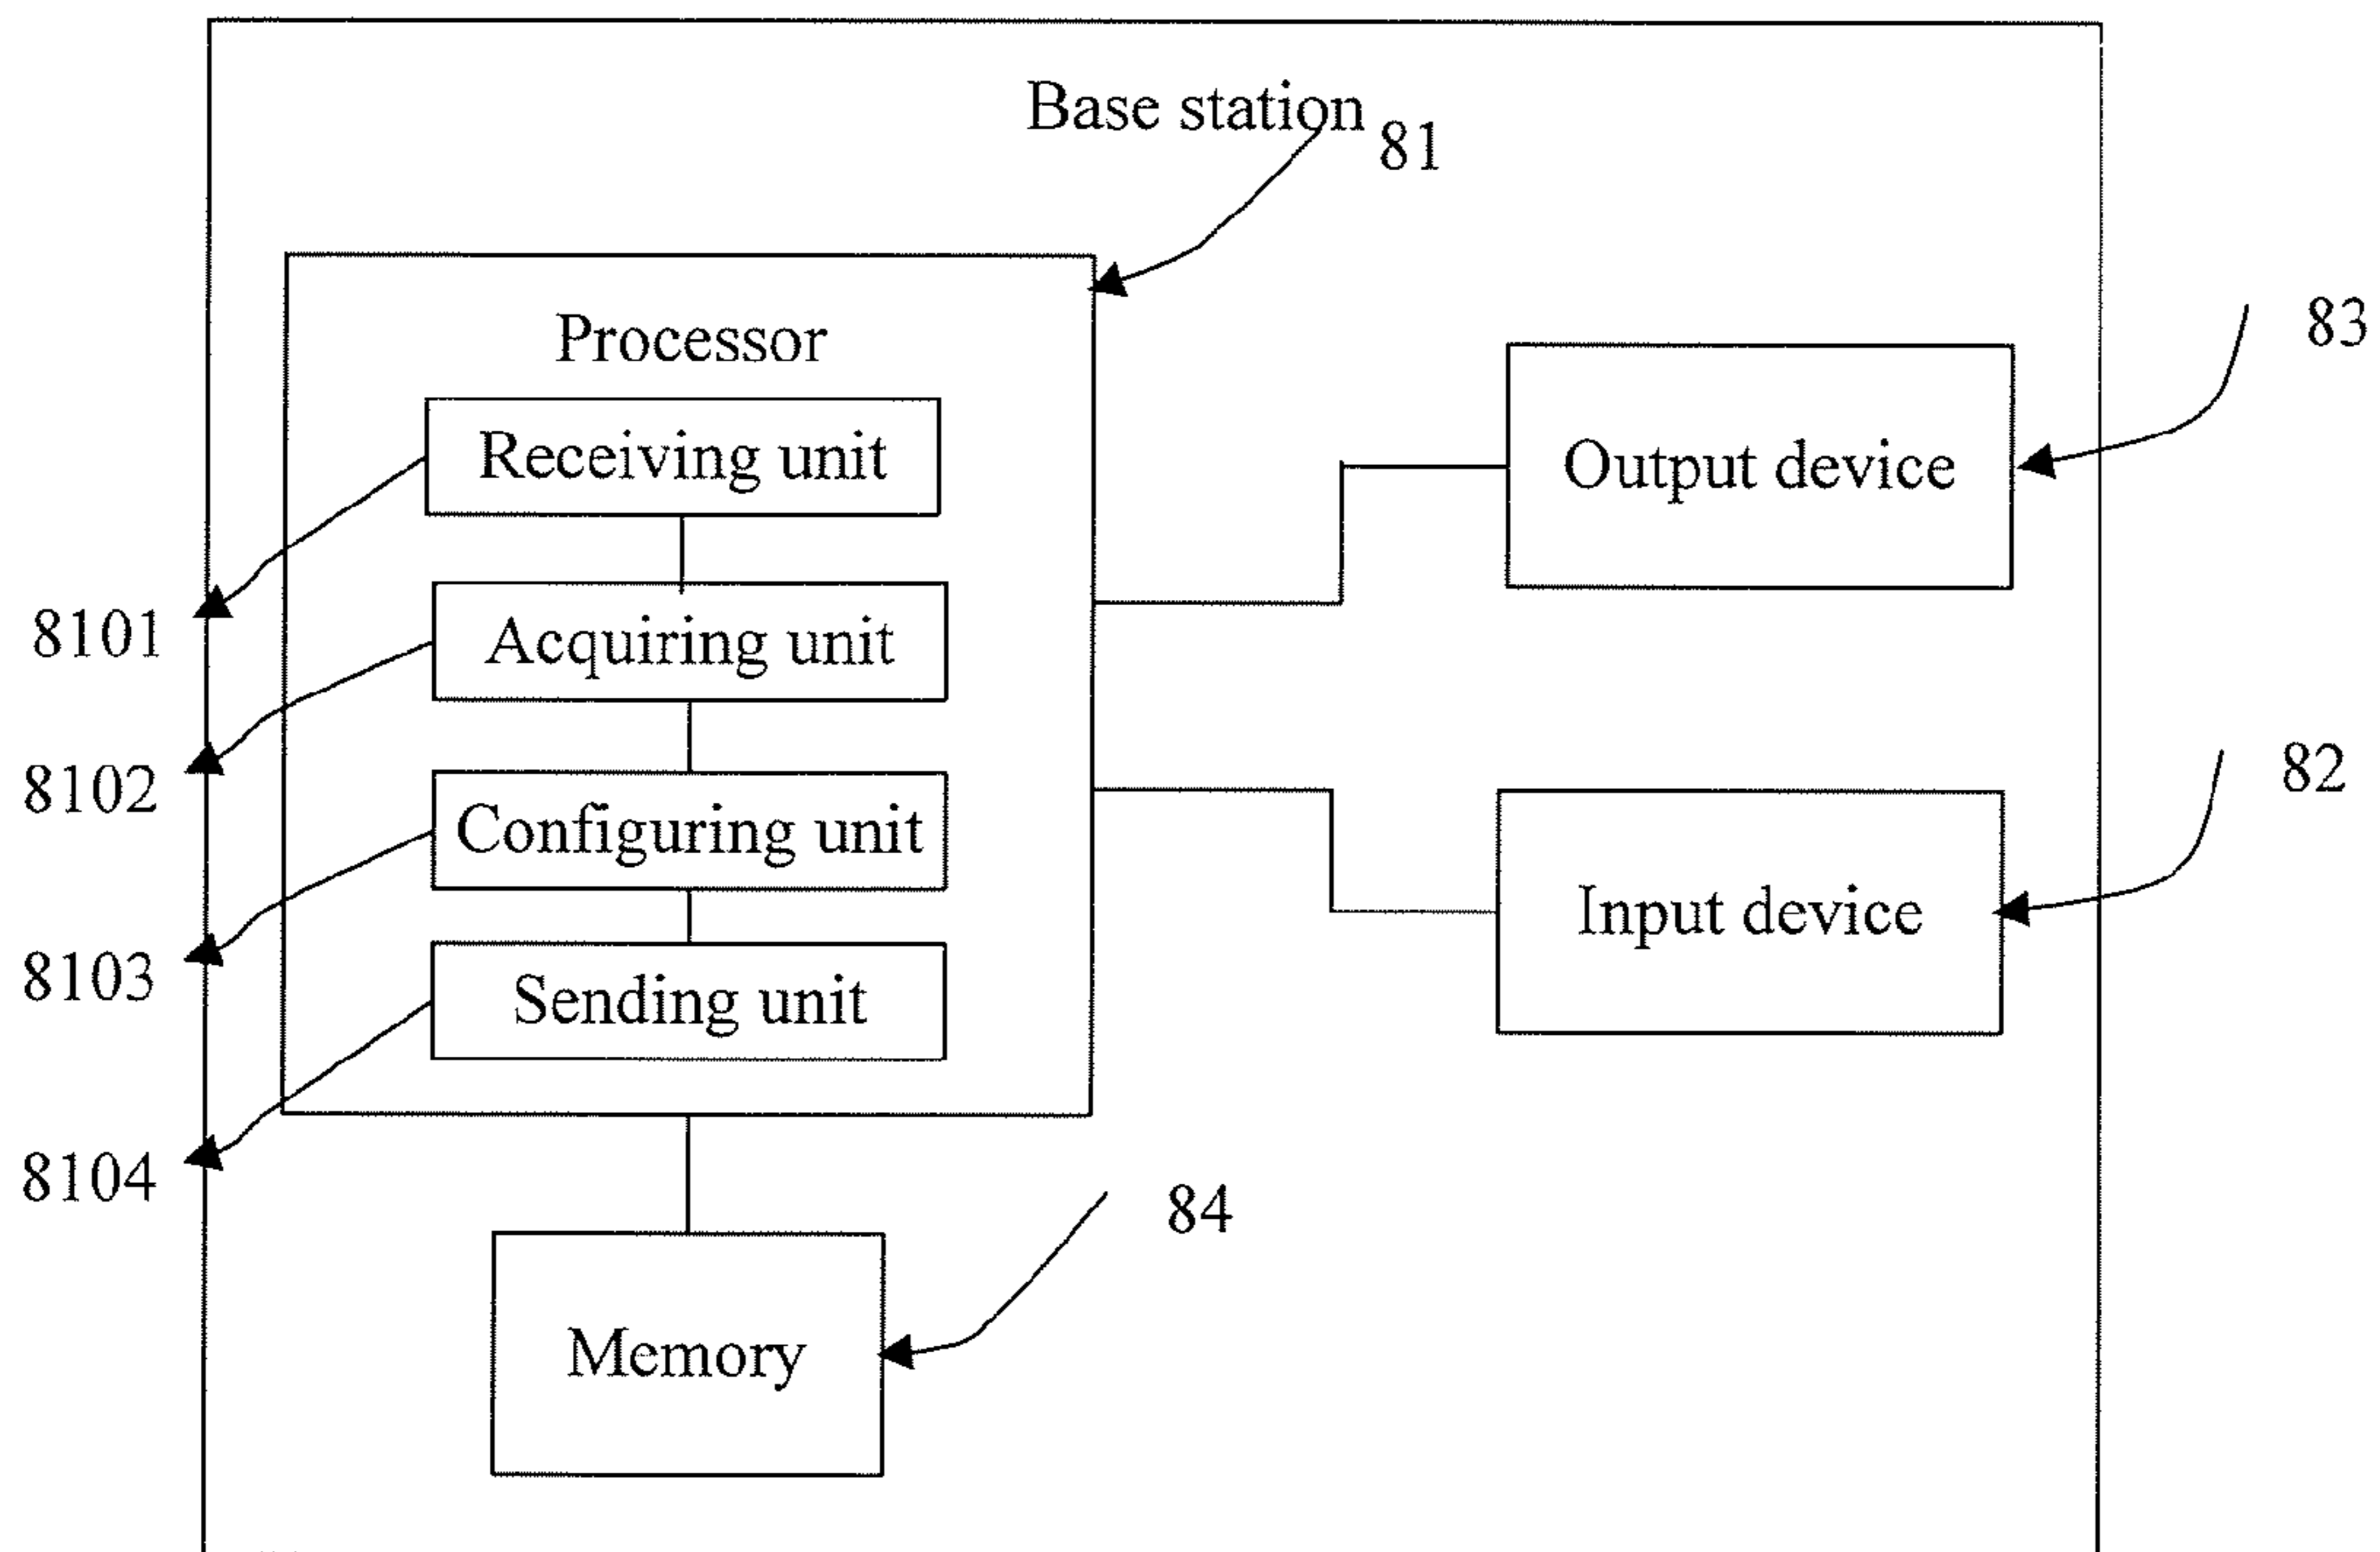 Base station
81
Processor
83
Receiving unit
Output device
8101
Acquiring unit
8102
82
Configuring unit
Input device
8103
Sending unit
8104
84
Memory